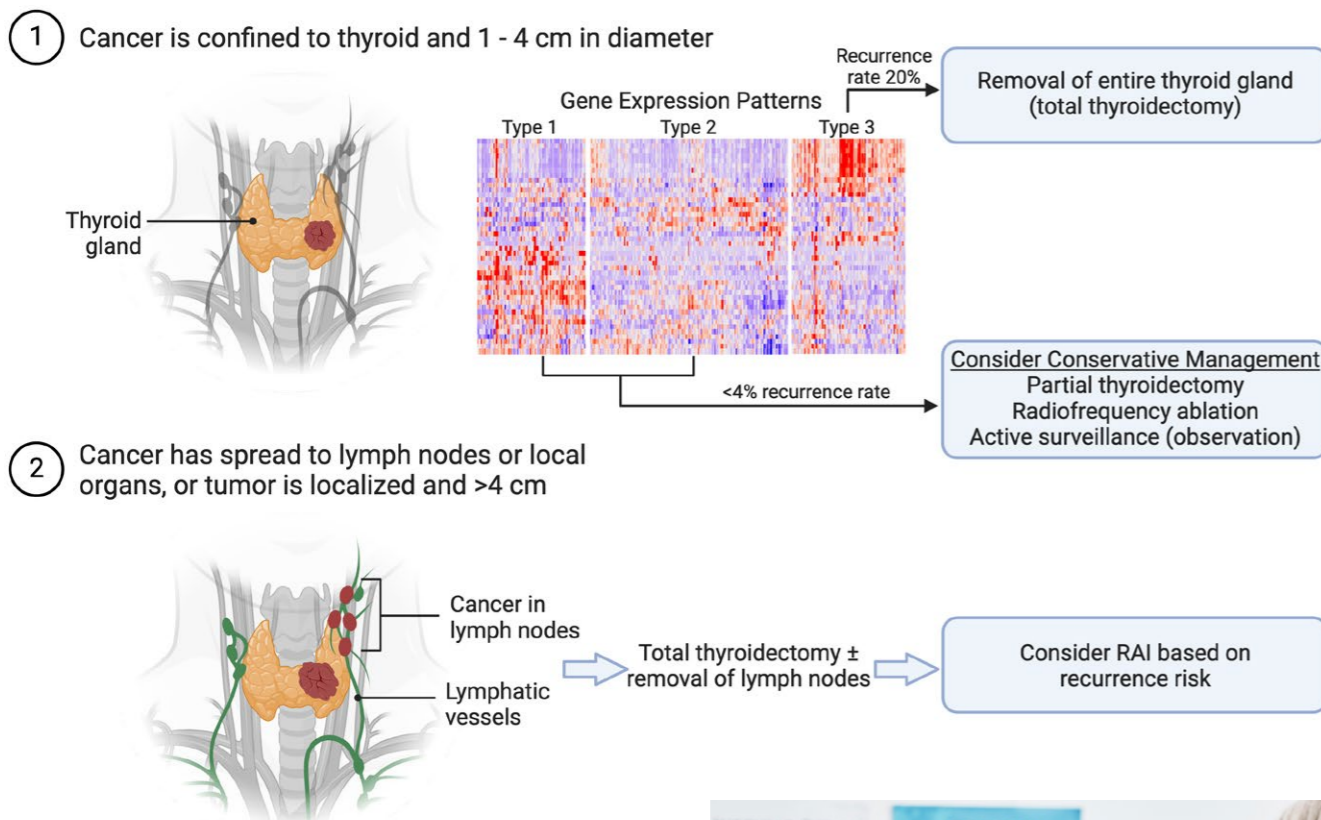 1 Cancer is confined to thyroid and 1 - 4 cm in diameter
Thyroid
gland
Gene Expression Patterns
Type 1 Type 2 Type 3
Recurrence
rate 20%
Removal of entire thyroid gland
(total thyroidectomy)
<4% recurrence rate
Consider Conservative Management
Partial thyroidectomy
Radiofrequency ablation
Active surveillance (observation)
2 Cancer has spread to lymph nodes or local
organs, or tumor is localized and >4 cm
Cancer in
lymph nodes
Lymphatic
vessels
Total thyroidectomy ±
removal of lymph nodes
Consider RAI based on
recurrence risk